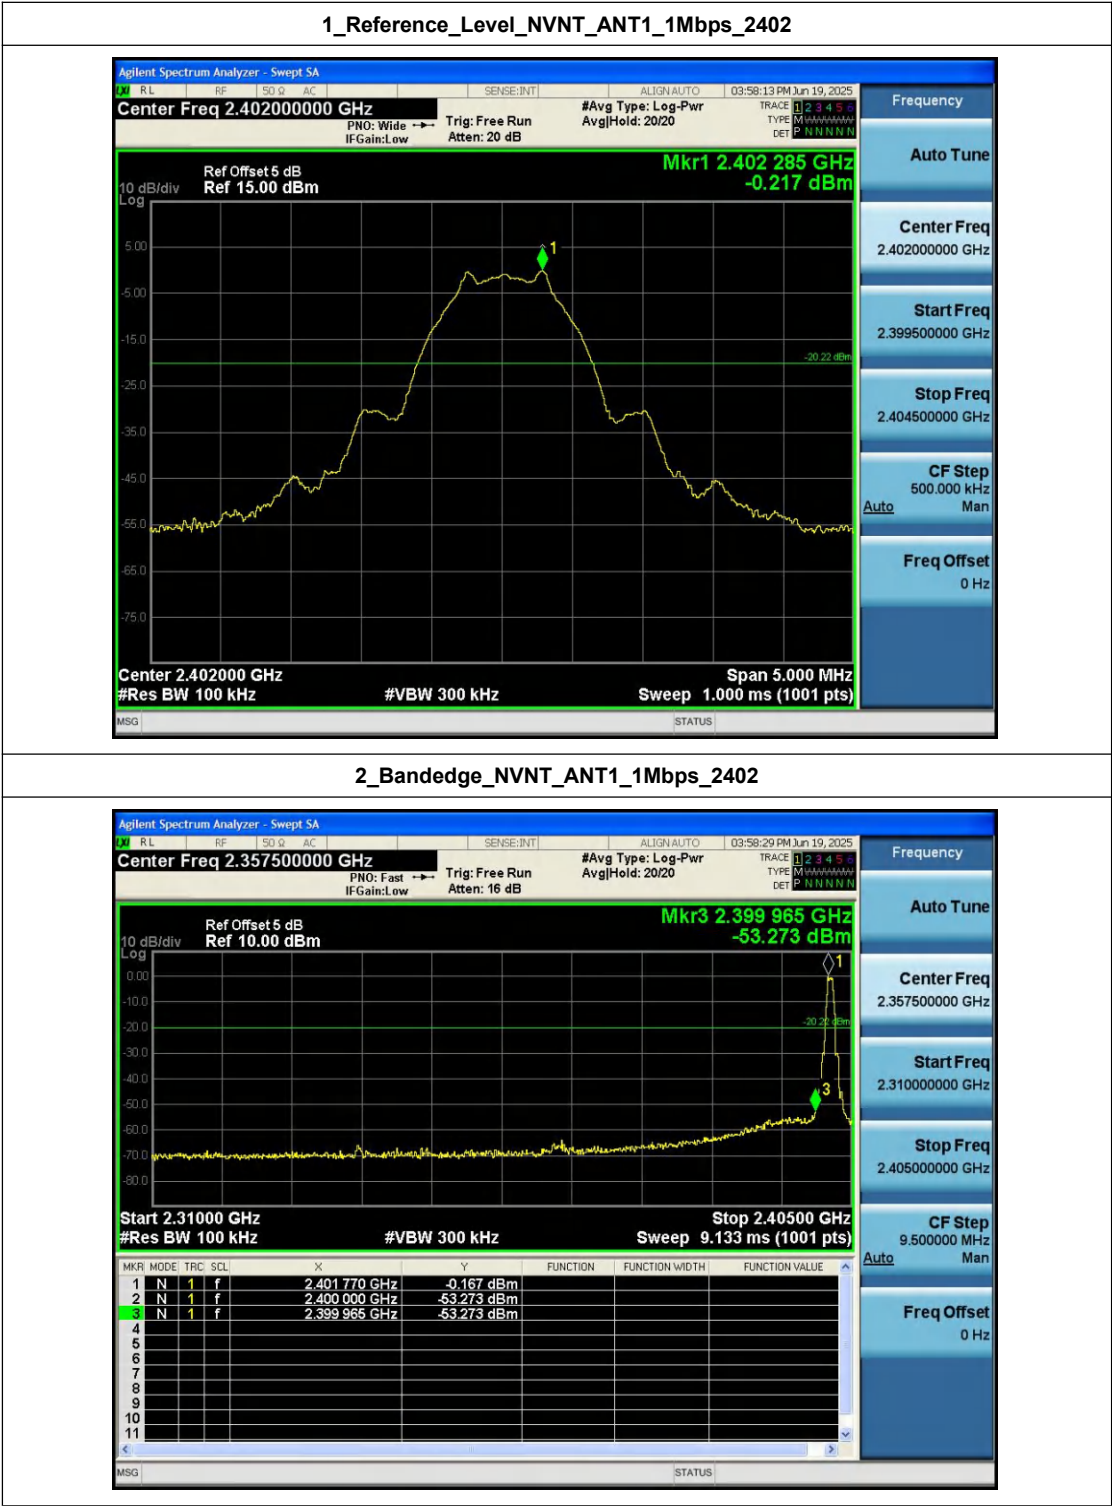 1_Reference_Level_NVNT_ANT1_1Mbps_2402
Agilent Spectrum Analyzer - Swept SA
LXI RL RF 50 Ω AC SENSE:INT ALIGN AUTO 03:58:13 PM Jun 19, 2025
Center Freq 2.402000000 GHz
PNO: Wide
IFGain:Low
Trig: Free Run
Atten: 20 dB
#Avg Type: Log-Pwr
Avg|Hold: 20/20
TRACE 1 2 3 4 5 6
TYPE M W W W W W
DET P N N N N N
Mkr1 2.402 285 GHz
-0.217 dBm
Ref Offset 5 dB
10 dB/div Ref 15.00 dBm
Log
1
5.00
-5.00
-15.0
-20.22 dBm
-25.0
-35.0
-45.0
-55.0
-65.0
-75.0
Center 2.402000 GHz Span 5.000 MHz
#Res BW 100 kHz #VBW 300 kHz Sweep 1.000 ms (1001 pts)
MSG STATUS
Frequency
Auto Tune
Center Freq
2.402000000 GHz
Start Freq
2.399500000 GHz
Stop Freq
2.404500000 GHz
CF Step
500.000 kHz
Auto Man
Freq Offset
0 Hz
2_Bandedge_NVNT_ANT1_1Mbps_2402
Agilent Spectrum Analyzer - Swept SA
LXI RL RF 50 Ω AC SENSE:INT ALIGN AUTO 03:58:29 PM Jun 19, 2025
Center Freq 2.357500000 GHz
PNO: Fast
IFGain:Low
Trig: Free Run
Atten: 16 dB
#Avg Type: Log-Pwr
Avg|Hold: 20/20
TRACE 1 2 3 4 5 6
TYPE M W W W W W
DET P N N N N N
Mkr3 2.399 965 GHz
-53.273 dBm
Ref Offset 5 dB
10 dB/div Ref 10.00 dBm
Log
1
0.00
-10.0
-20.0
-20.22 dBm
-30.0
-40.0
3
-50.0
-60.0
-70.0
-80.0
Start 2.31000 GHz Stop 2.40500 GHz
#Res BW 100 kHz #VBW 300 kHz Sweep 9.133 ms (1001 pts)
MKR MODE TRC SCL X Y FUNCTION FUNCTION WIDTH FUNCTION VALUE
1 N 1 f 2.401 770 GHz -0.167 dBm
2 N 1 f 2.400 000 GHz -53.273 dBm
3 N 1 f 2.399 965 GHz -53.273 dBm
4
5
6
7
8
9
10
11
MSG STATUS
Frequency
Auto Tune
Center Freq
2.357500000 GHz
Start Freq
2.310000000 GHz
Stop Freq
2.405000000 GHz
CF Step
9.500000 MHz
Auto Man
Freq Offset
0 Hz